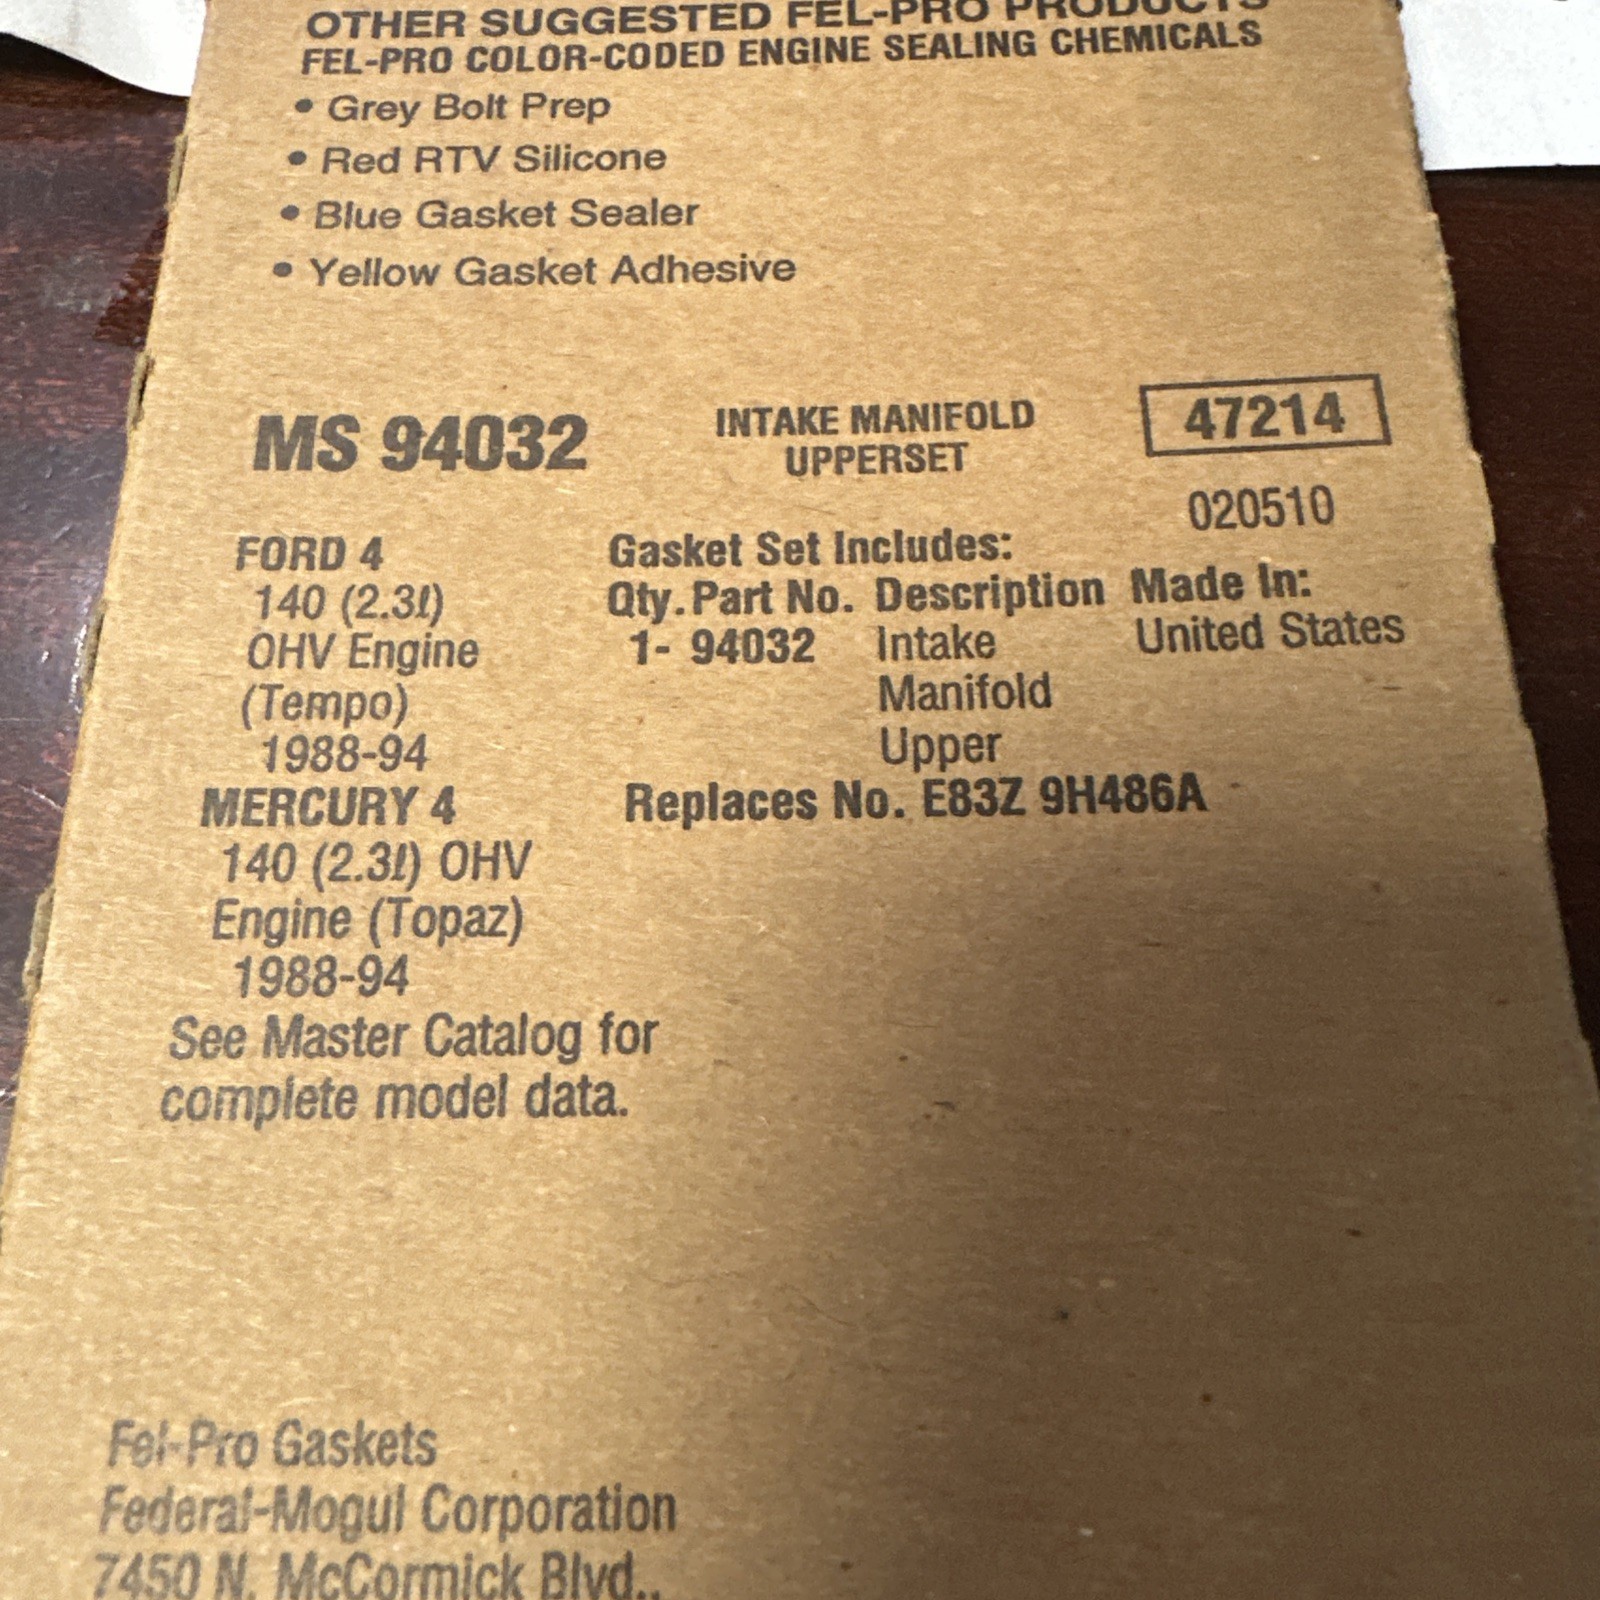 OTHER SUGGESTED FEL-PRO PRODUCTS
FEL-PRO COLOR-CODED ENGINE SEALING CHEMICALS
• Grey Bolt Prep
• Red RTV Silicone
• Blue Gasket Sealer
• Yellow Gasket Adhesive
MS 94032
INTAKE MANIFOLD
UPPERSET
47214
020510
FORD 4
140 (2.3ℓ)
OHV Engine
(Tempo)
1988-94
MERCURY 4
140 (2.3ℓ) OHV
Engine (Topaz)
1988-94
See Master Catalog for
complete model data.
Gasket Set Includes:
Qty. Part No. Description
1- 94032 Intake
Manifold
Upper
Replaces No. E83Z 9H486A
Made In:
United States
Fel-Pro Gaskets
Federal-Mogul Corporation
7450 N. McCormick Blvd.,